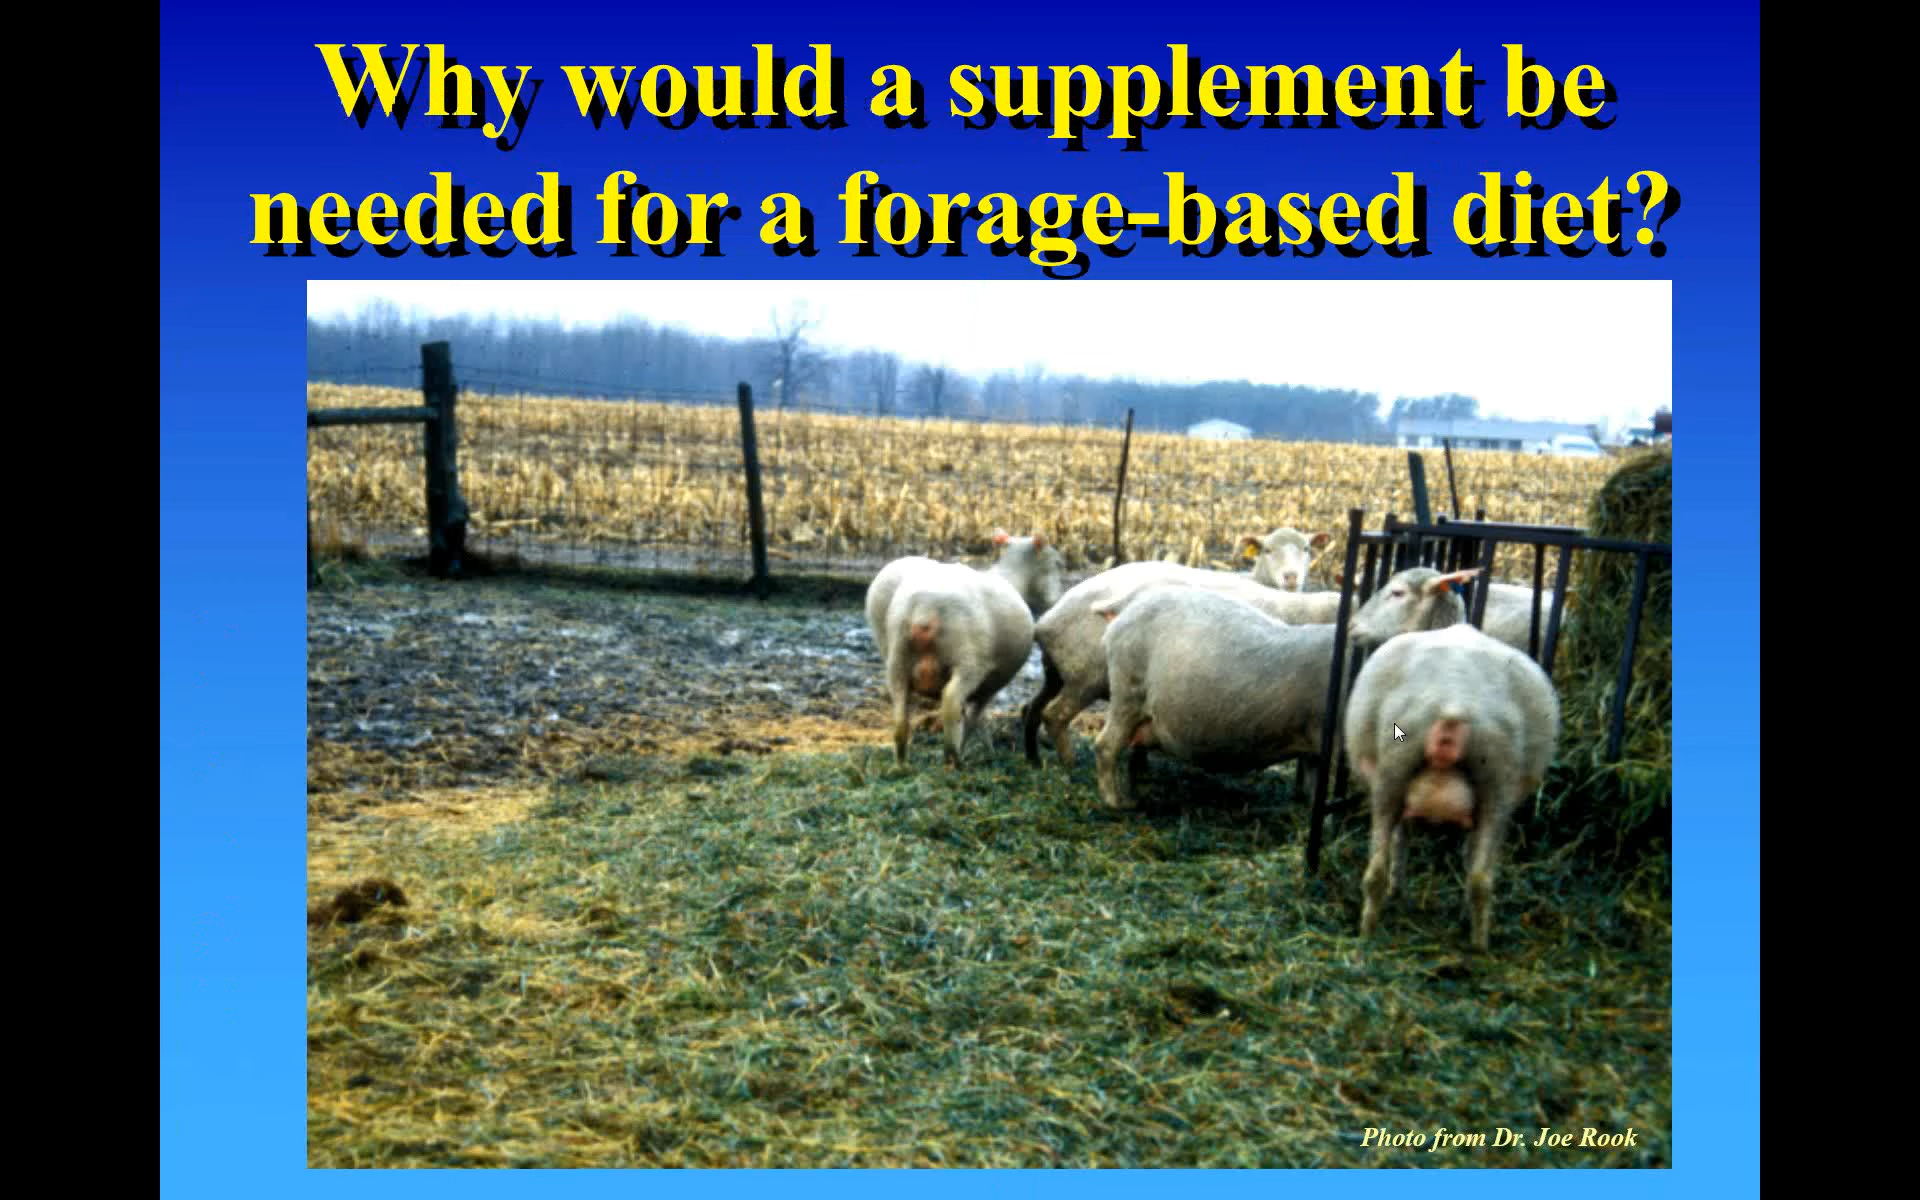 Why would a supplement be
needed for a forage-based diet?
Photo from Dr. Joe Rook